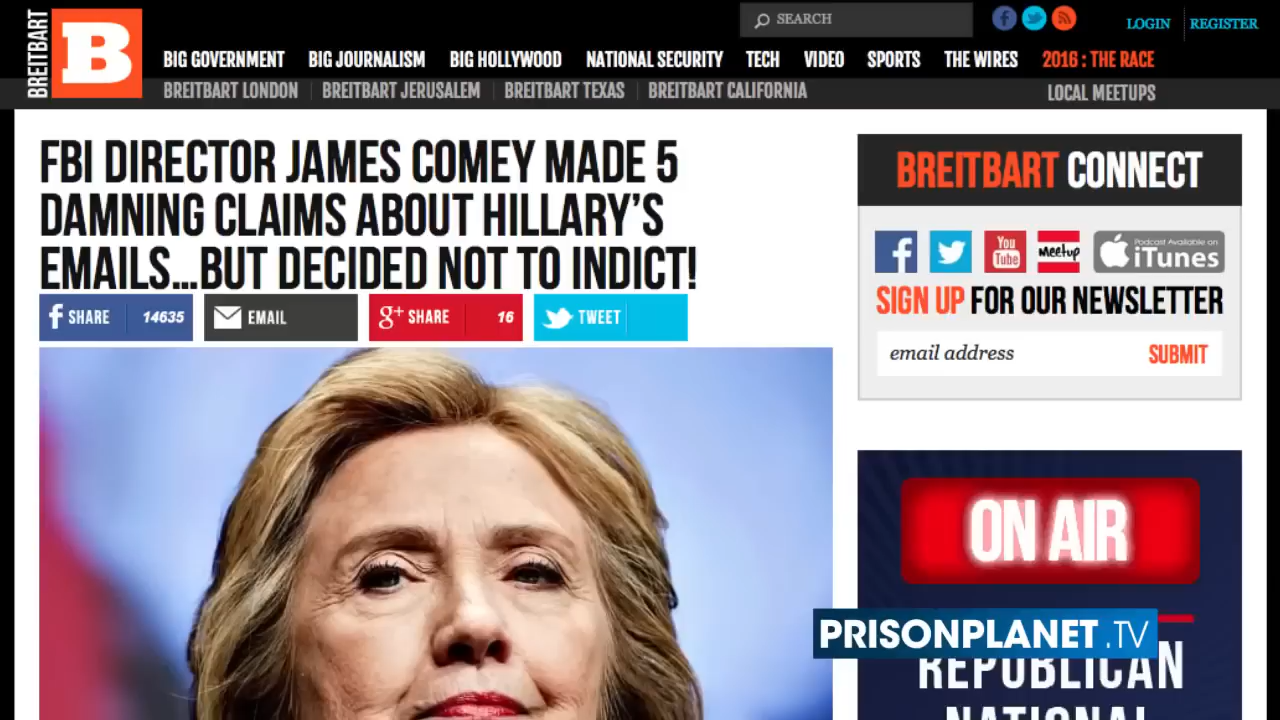 BREITBART
B
SEARCH
f
LOGIN
REGISTER
BIG GOVERNMENT
BIG JOURNALISM
BIG HOLLYWOOD
NATIONAL SECURITY
TECH
VIDEO
SPORTS
THE WIRES
2016 : THE RACE
BREITBART LONDON
BREITBART JERUSALEM
BREITBART TEXAS
BREITBART CALIFORNIA
LOCAL MEETUPS
FBI DIRECTOR JAMES COMEY MADE 5
DAMNING CLAIMS ABOUT HILLARY'S
EMAILS...BUT DECIDED NOT TO INDICT!
f SHARE 14635
EMAIL
g+ SHARE 16
TWEET
BREITBART CONNECT
f
You
Tube
meetup
Podcast Available on
iTunes
SIGN UP FOR OUR NEWSLETTER
email address
SUBMIT
ON AIR
PRISONPLANET.TV
REPUBLICAN
NATIONAL